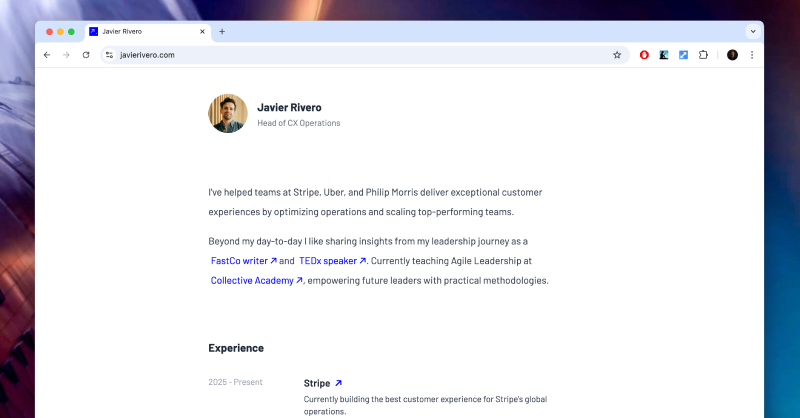 Javier Rivero
javierivero.com
Javier Rivero
Head of CX Operations
I've helped teams at Stripe, Uber, and Philip Morris deliver exceptional customer
experiences by optimizing operations and scaling top-performing teams.
Beyond my day-to-day I like sharing insights from my leadership journey as a
FastCo writer ↗ and TEDx speaker ↗. Currently teaching Agile Leadership at
Collective Academy ↗, empowering future leaders with practical methodologies.
Experience
2025 - Present
Stripe ↗
Currently building the best customer experience for Stripe's global
operations.